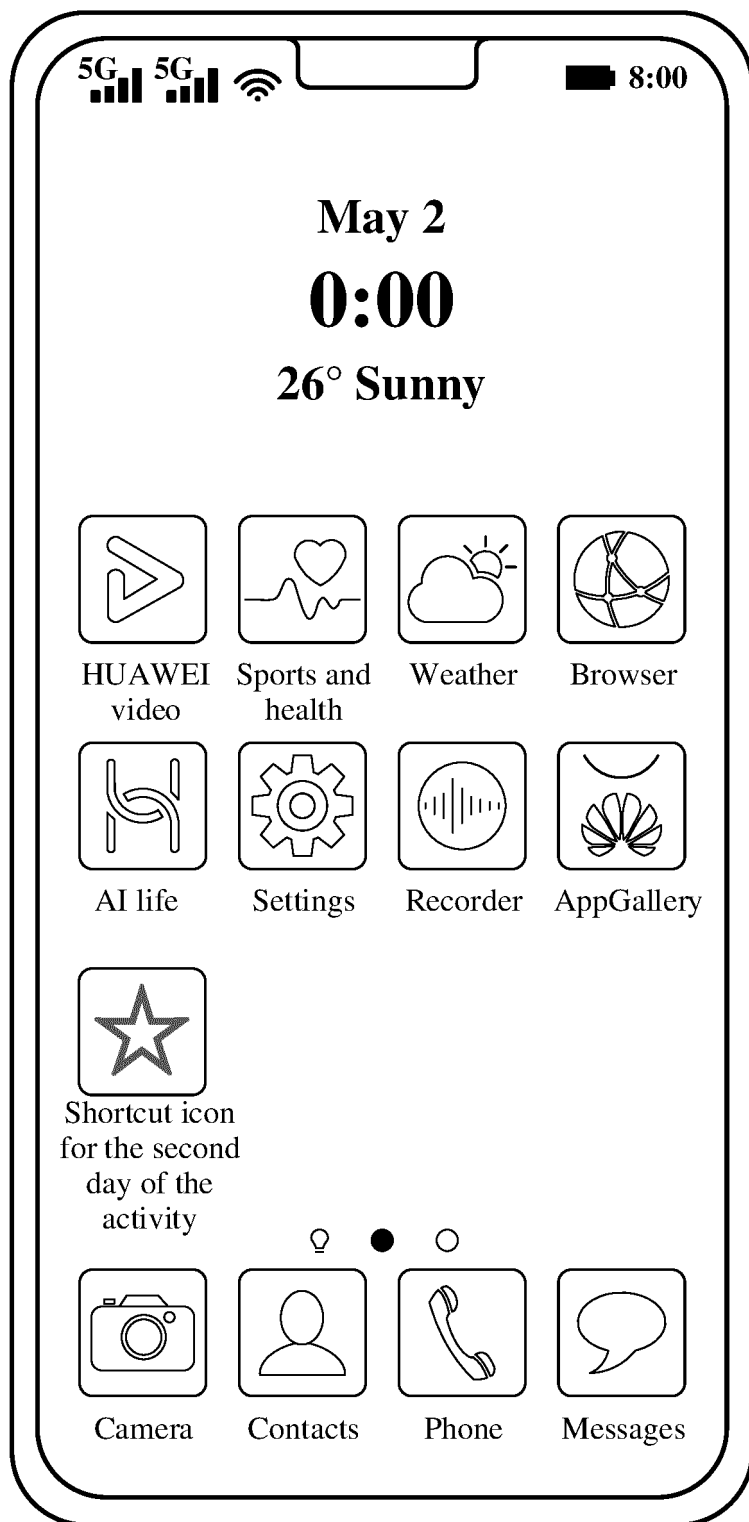 5G 5G 8:00
May 2
0:00
26° Sunny
HUAWEI video
Sports and health
Weather
Browser
AI life
Settings
Recorder
AppGallery
Shortcut icon
for the second
day of the
activity
Camera
Contacts
Phone
Messages